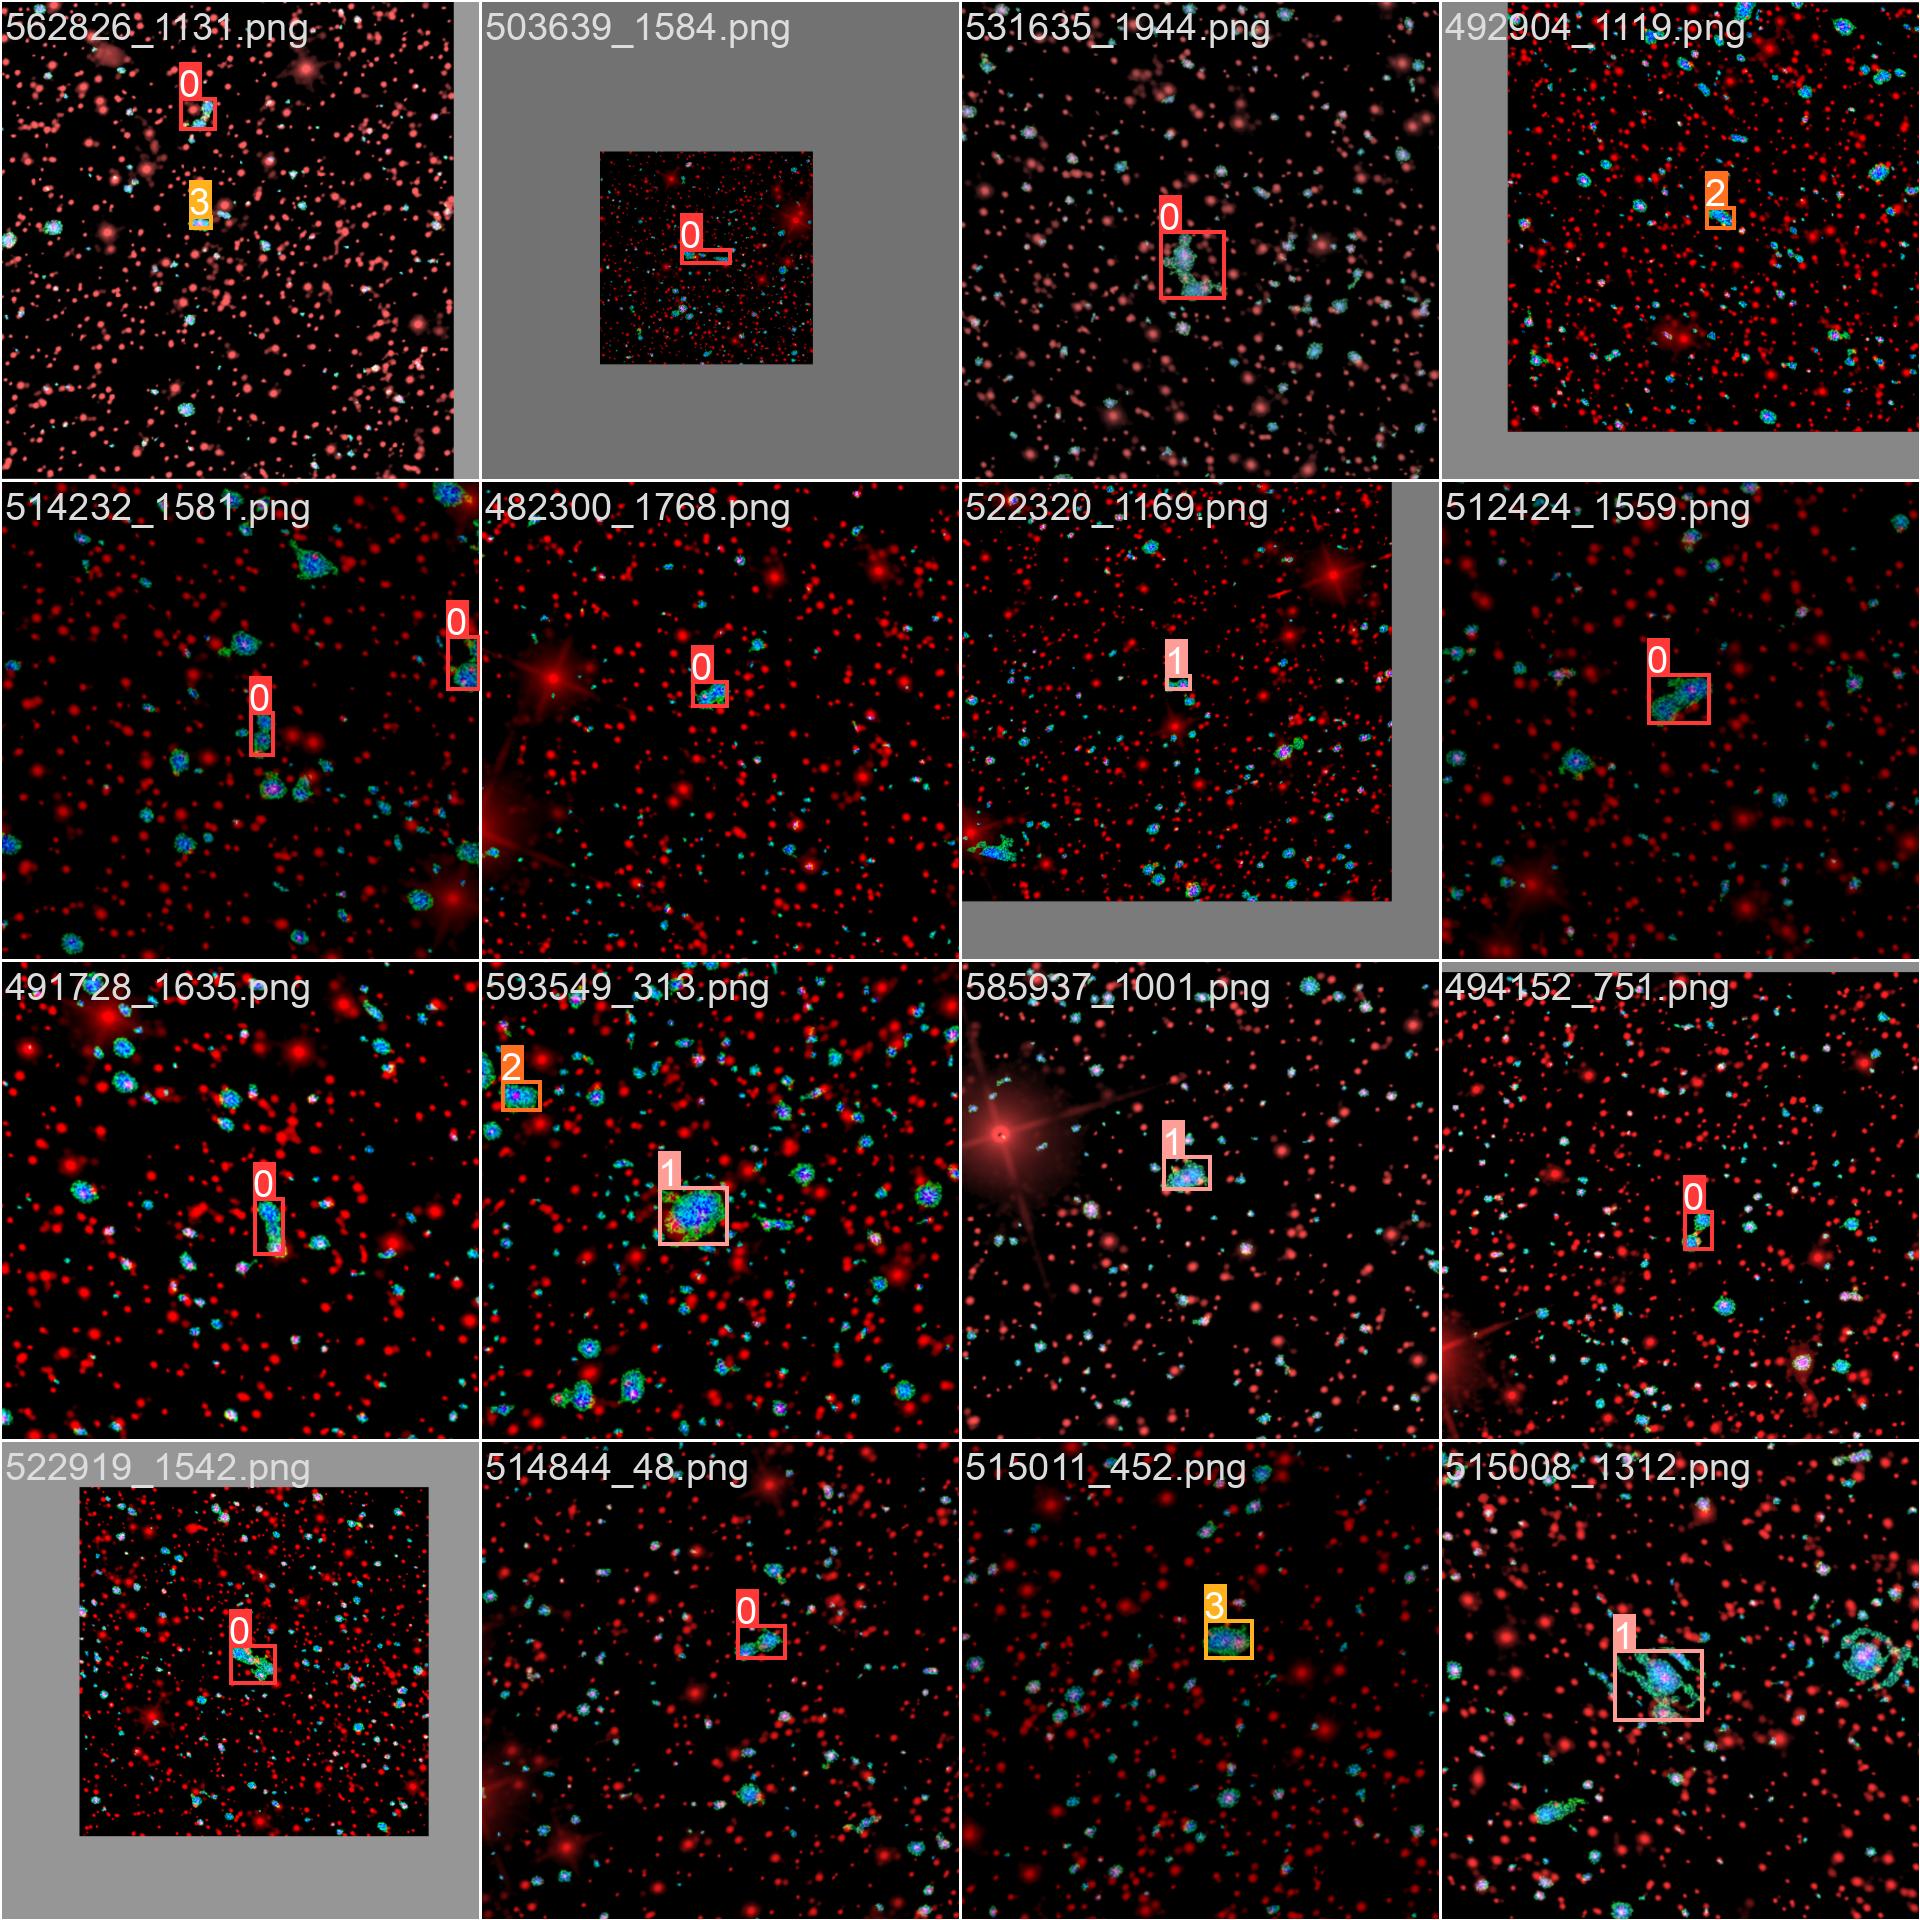 562826_1131.png
503639_1584.png
531635_1944.png
492904_1119.png
0
3
0
0
2
514232_1581.png
482300_1768.png
522320_1169.png
512424_1559.png
0
0
0
1
0
491728_1635.png
593549_313.png
585937_1001.png
494152_751.png
0
2
1
1
0
522919_1542.png
514844_48.png
515011_452.png
515008_1312.png
0
0
3
1